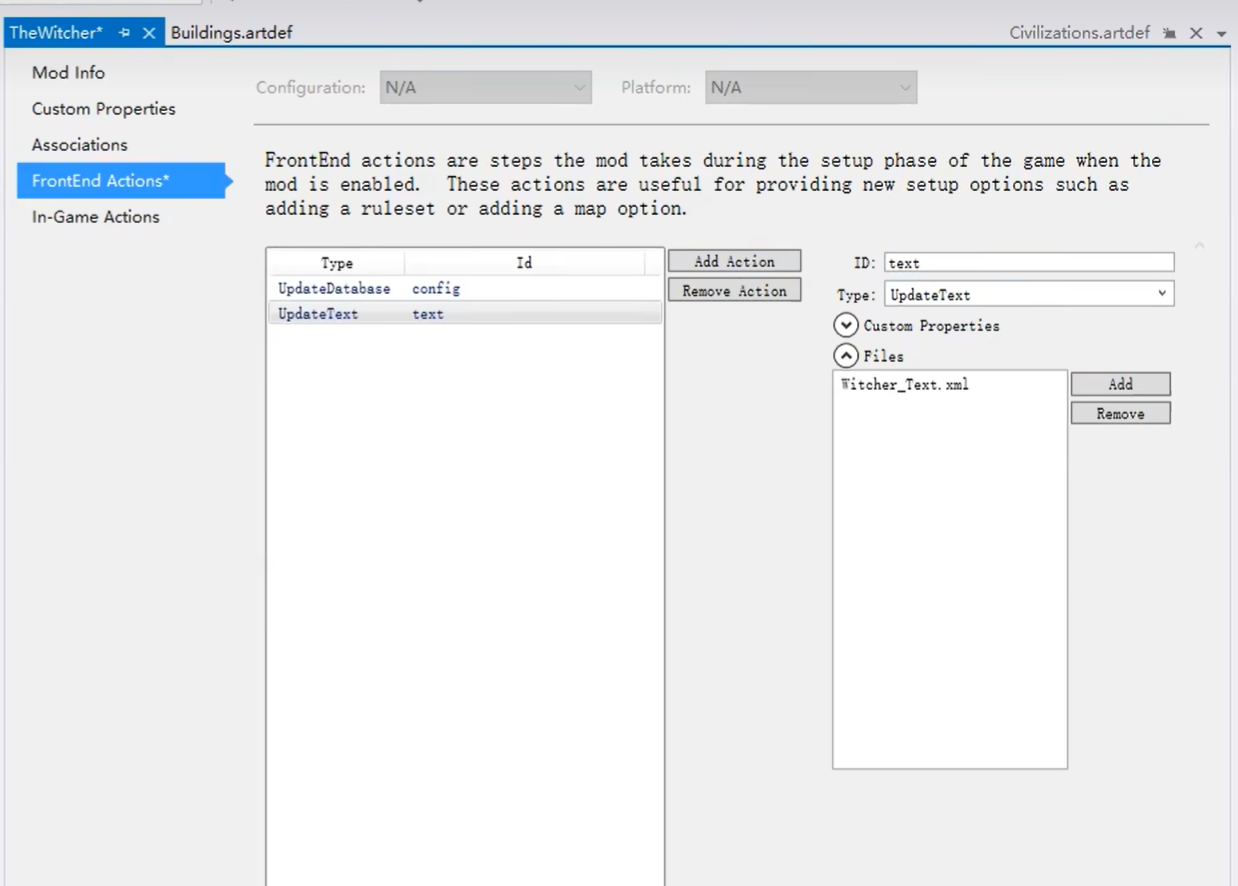 TheWitcher*
Buildings.artdef
Civilizations.artdef
Mod Info
Custom Properties
Associations
FrontEnd Actions*
In-Game Actions
Configuration: N/A
Platform: N/A
FrontEnd actions are steps the mod takes during the setup phase of the game when the
mod is enabled. These actions are useful for providing new setup options such as
adding a ruleset or adding a map option.
Type Id
UpdateDatabase config
UpdateText text
Add Action
Remove Action
ID: text
Type: UpdateText
Custom Properties
Files
Witcher_Text.xml
Add
Remove